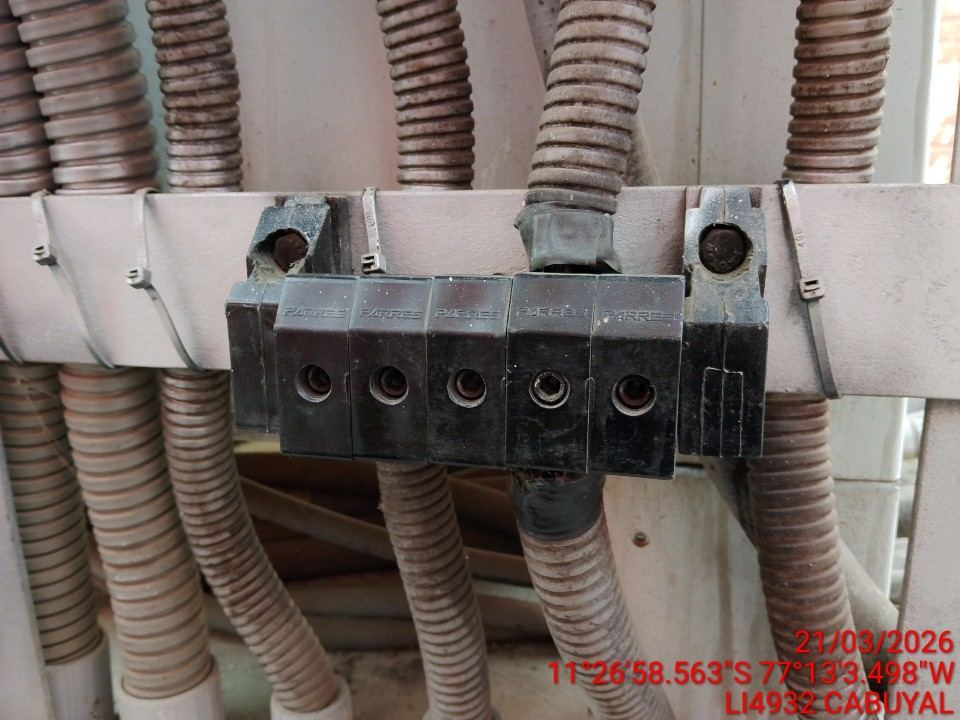 PARRES PARRES PARRES PARRES PARRES
21/03/2026
11°26'58.563"S 77°13'3.498"W
LI4932 CABUYAL